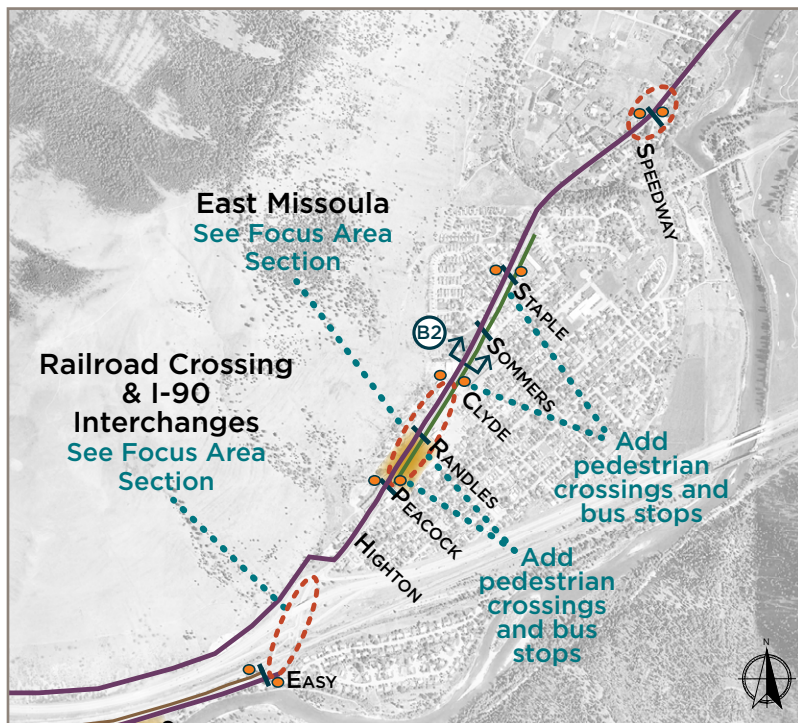 SPEEDWAY
East Missoula
See Focus Area
Section
STAPLE
B2
SOMMERS
Railroad Crossing
& I-90
Interchanges
See Focus Area
Section
CLYDE
Add
pedestrian
crossings and
bus stops
RANDLES
PEACOCK
HIGHTON
Add
pedestrian
crossings
and bus
stops
EASY
N